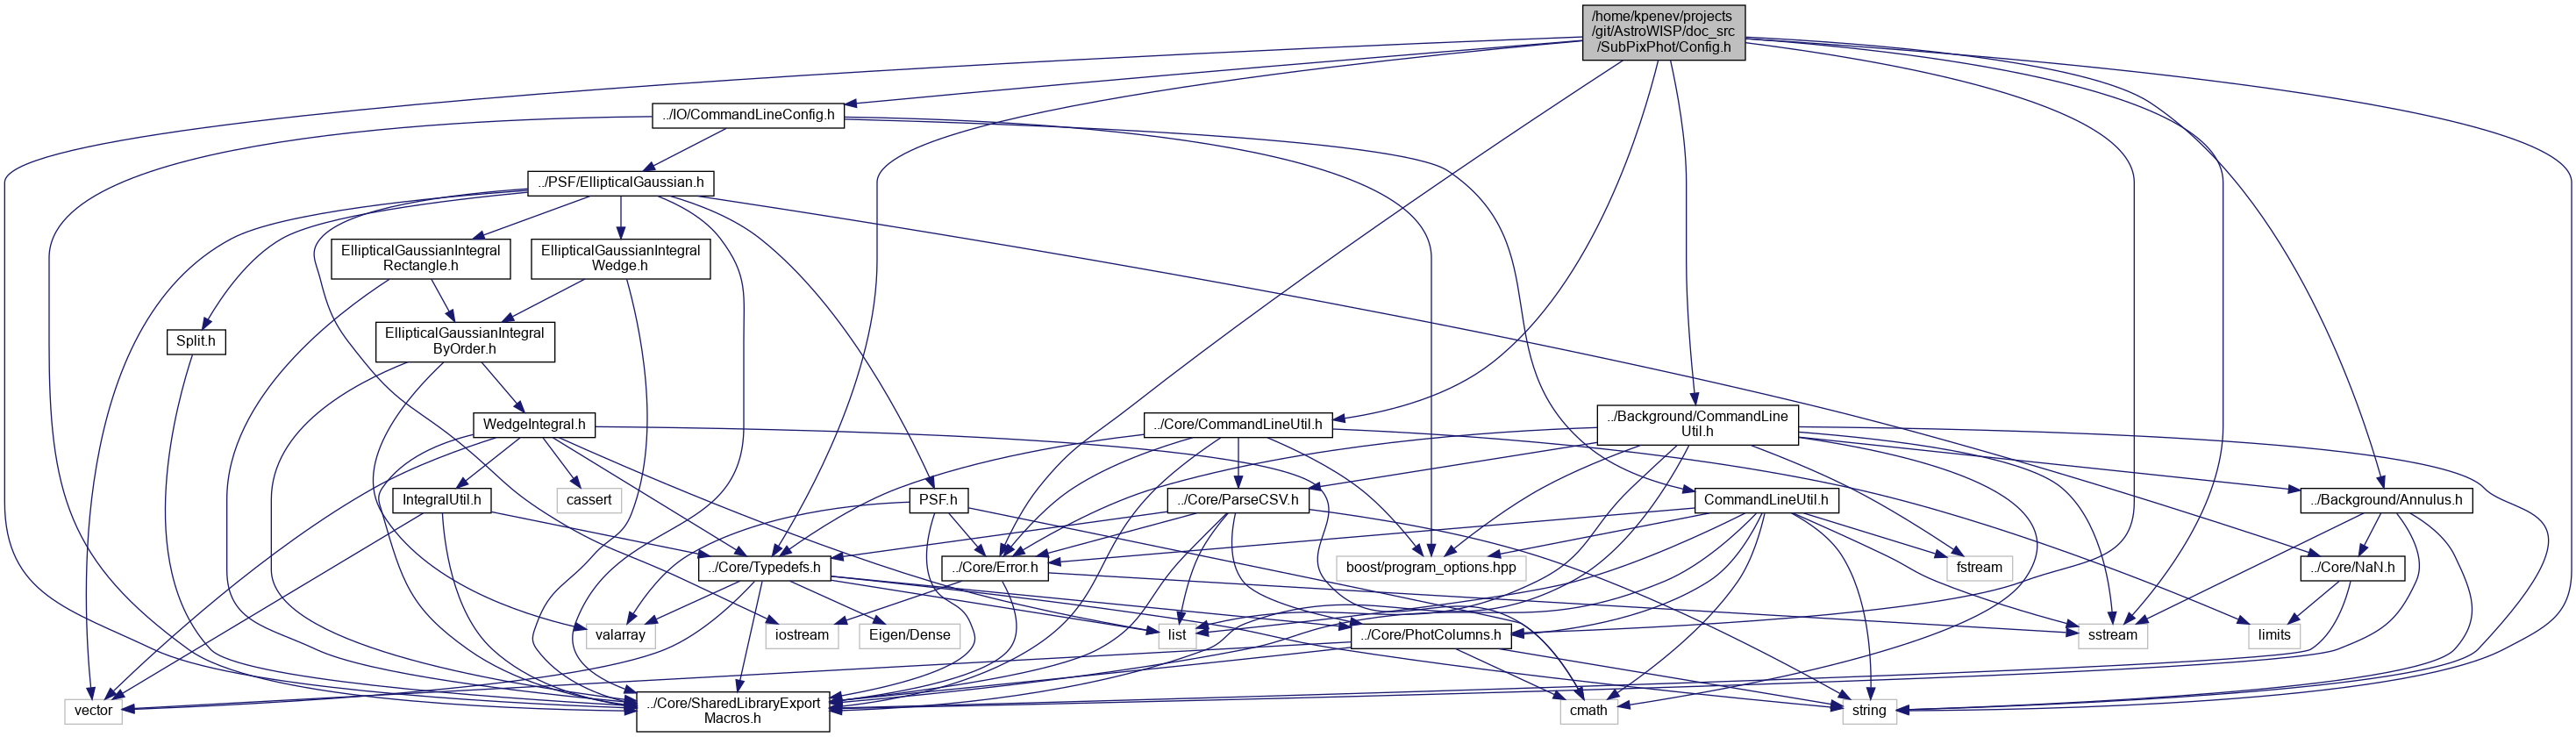 /home/kpenev/projects
/git/AstroWISP/doc_src
/SubPixPhot/Config.h
../IO/CommandLineConfig.h
../PSF/EllipticalGaussian.h
EllipticalGaussianIntegral
Rectangle.h
EllipticalGaussianIntegral
Wedge.h
Split.h
EllipticalGaussianIntegral
ByOrder.h
WedgeIntegral.h
../Core/CommandLineUtil.h
../Background/CommandLine
Util.h
IntegralUtil.h
cassert
PSF.h
../Core/ParseCSV.h
CommandLineUtil.h
../Background/Annulus.h
../Core/Typedefs.h
../Core/Error.h
boost/program_options.hpp
fstream
../Core/NaN.h
valarray
iostream
Eigen/Dense
list
../Core/PhotColumns.h
sstream
limits
vector
../Core/SharedLibraryExport
Macros.h
cmath
string